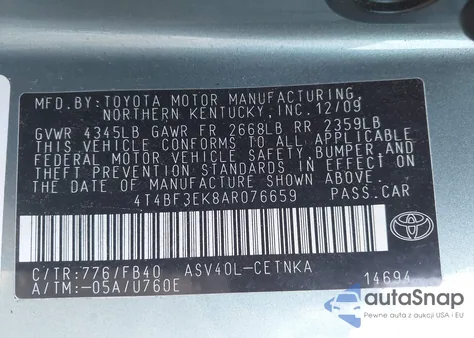 MFD.BY:TOYOTA MOTOR MANUFACTURING,
NORTHERN KENTUCKY,INC. 12/09
GVWR 4345LB GAWR FR 2668LB RR 2359LB
THIS VEHICLE CONFORMS TO ALL APPLICABLE
FEDERAL MOTOR VEHICLE SAFETY, BUMPER,AND
THEFT PREVENTION STANDARDS IN EFFECT ON
THE DATE OF MANUFACTURE SHOWN ABOVE.
4T4BF3EK8AR076659 PASS.CAR
C/TR:776/FB40 ASV40L-CETNKA
A/TM:-05A/U760E 14694
TOYOTA
autaSnap
Pewne auta z aukcji USA i EU